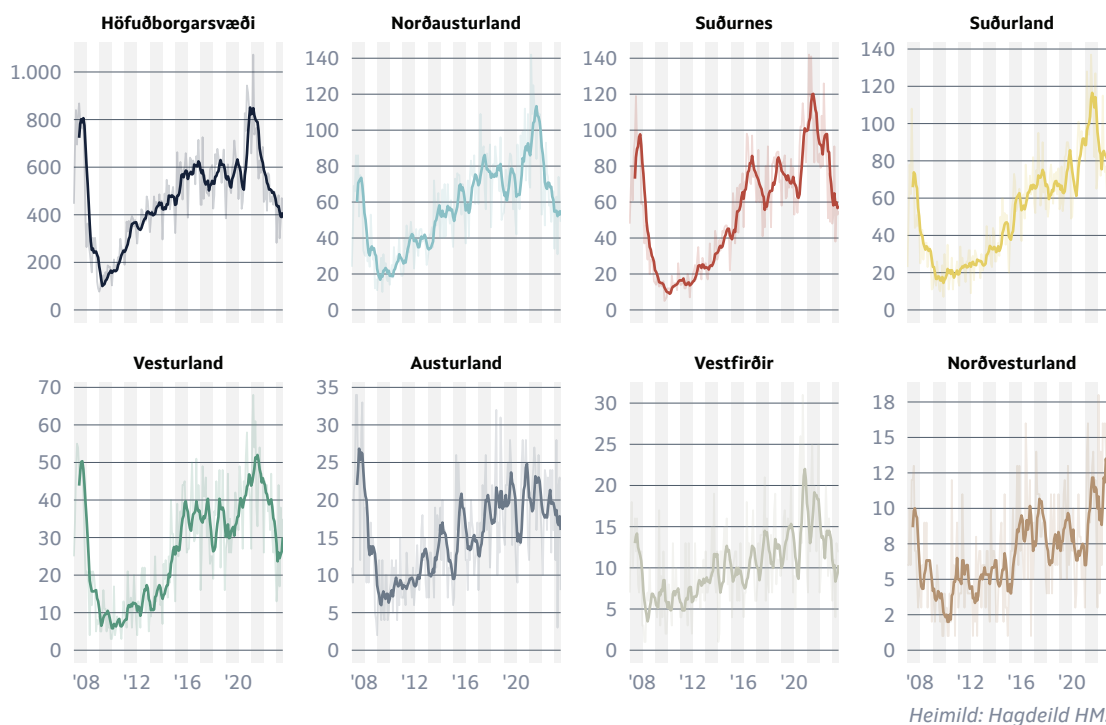 Höfuðborgarsvæði Norðausturland Suðurnes Suðurland
1.000 140 140 140
800 120 120 120
600 100 100 100
400 80 80 80
200 60 60 60
0 40 40 40
20 20 20
0 0 0
Vesturland Austurland Vestfirðir Norðvesturland
70 35 30 18
60 30 25 15
50 25 20 12
40 20 15 10
30 15 10 8
20 10 5 5
10 5 0 2
0 0 0
'08 '12 '16 '20 '08 '12 '16 '20 '08 '12 '16 '20 '08 '12 '16 '20
Heimild: Hagdeild HM